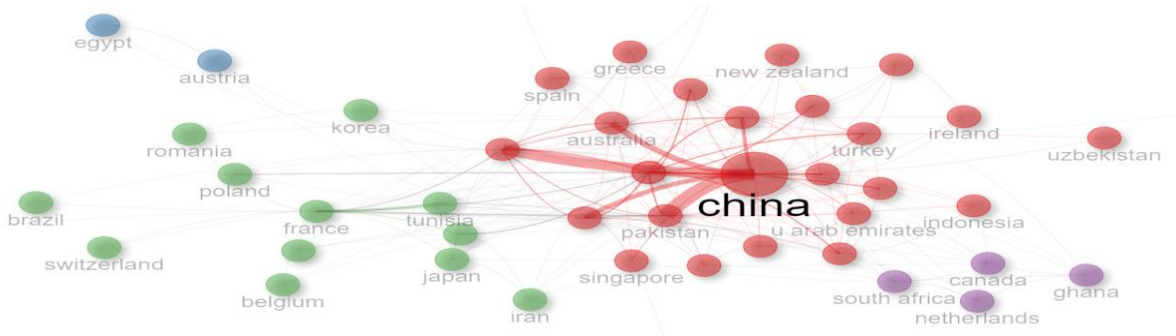 egypt
austria
greece
new zealand
spain
korea
australia
ireland
romania
turkey
uzbekistan
poland
brazil
china
france
tunisia
pakistan
u arab emirates
indonesia
switzerland
japan
singapore
canada
belgium
south africa
ghana
iran
netherlands